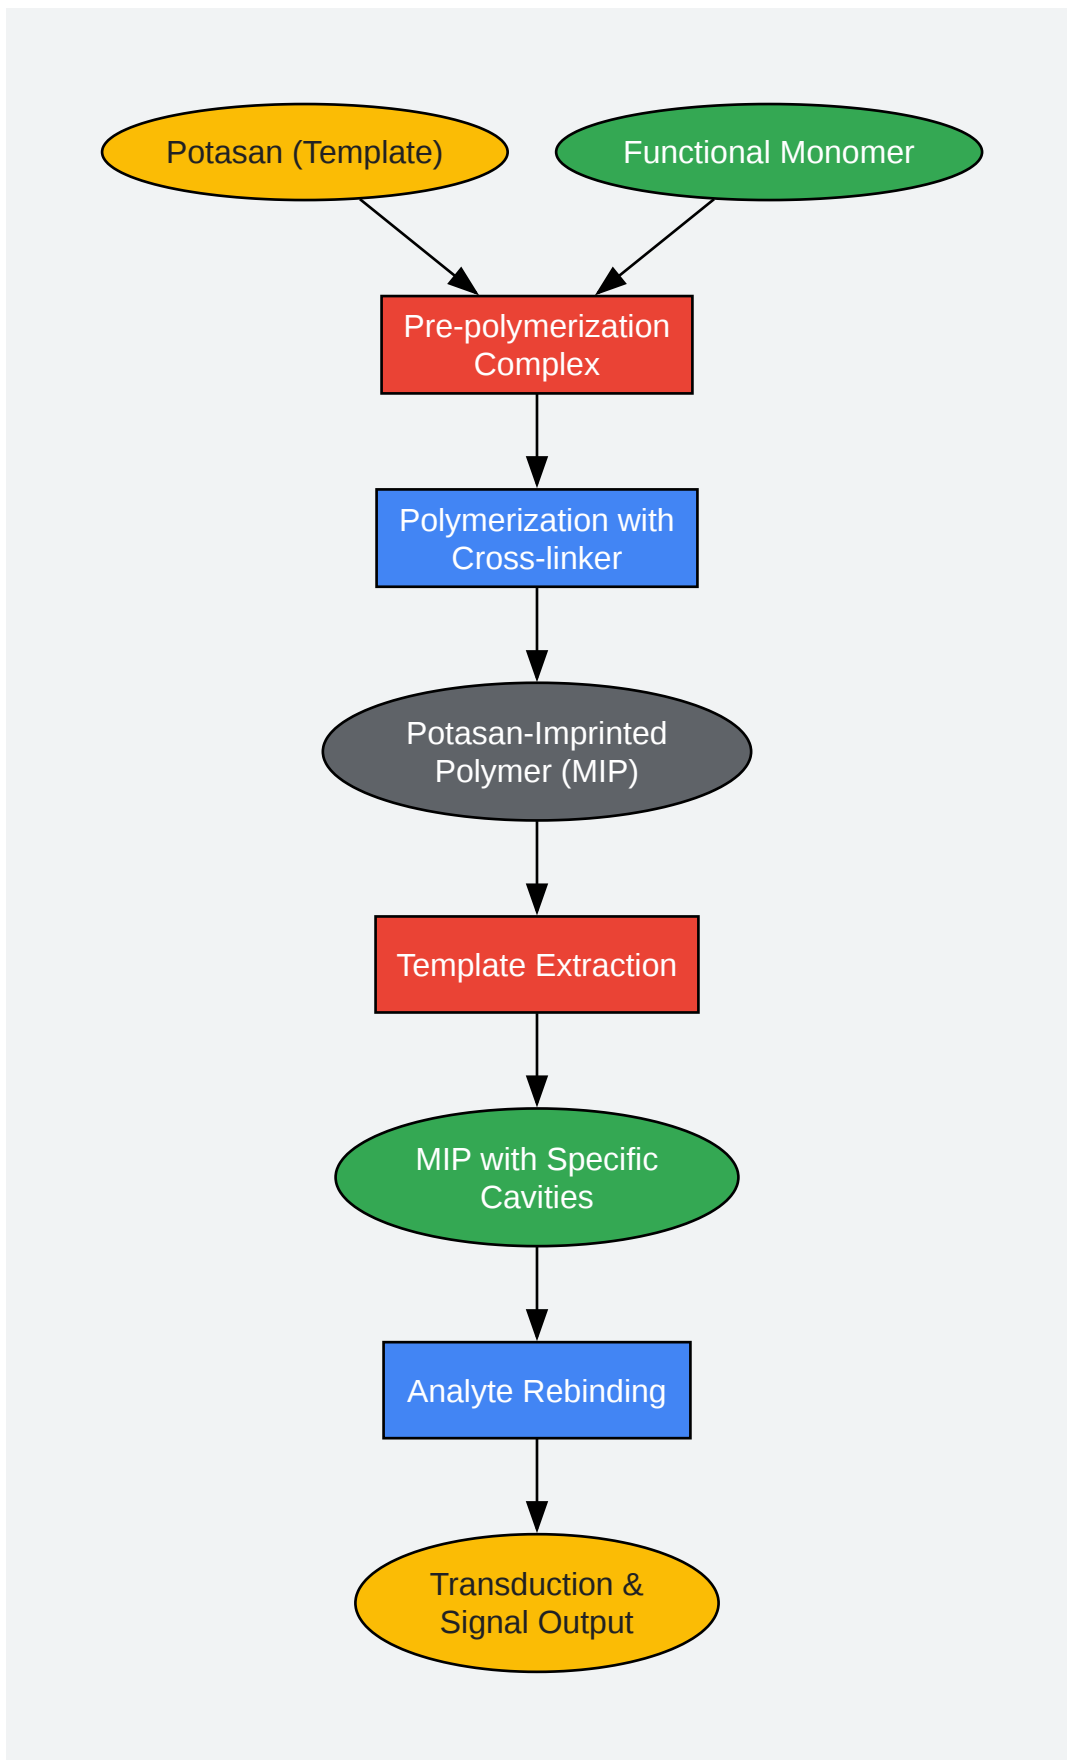 Potasan (Template)
Functional Monomer
Pre-polymerization
Complex
Polymerization with
Cross-linker
Potasan-Imprinted
Polymer (MIP)
Template Extraction
MIP with Specific
Cavities
Analyte Rebinding
Transduction &
Signal Output